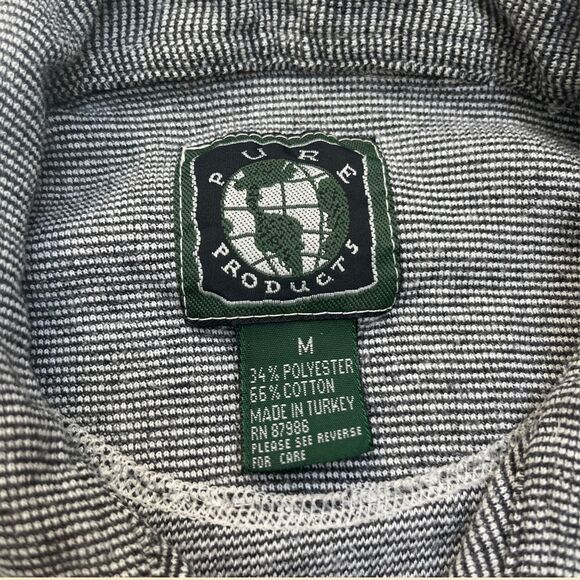 PURE
PRODUCTS
M
34% POLYESTER
66% COTTON
MADE IN TURKEY
RN 87986
PLEASE SEE REVERSE
FOR CARE